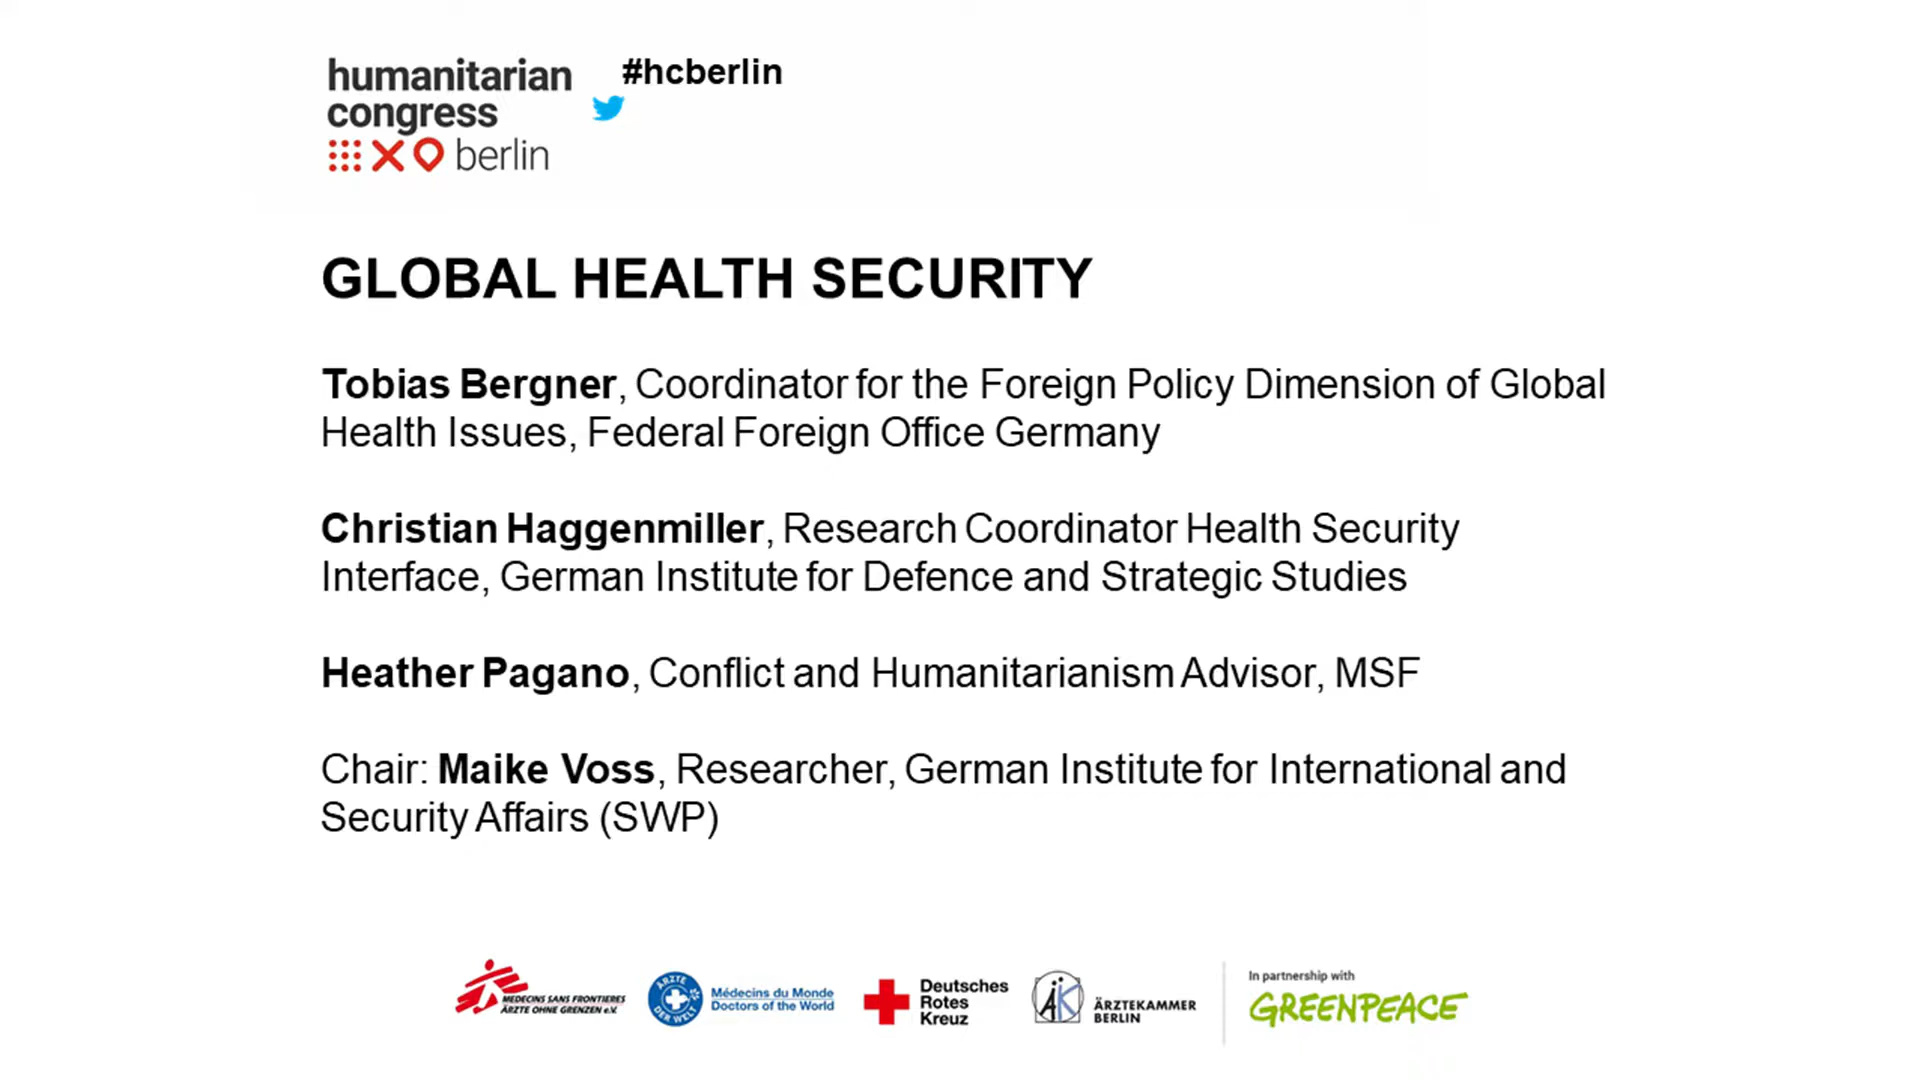 humanitarian
congress
berlin
#hcberlin
GLOBAL HEALTH SECURITY
Tobias Bergner, Coordinator for the Foreign Policy Dimension of Global
Health Issues, Federal Foreign Office Germany
Christian Haggenmiller, Research Coordinator Health Security
Interface, German Institute for Defence and Strategic Studies
Heather Pagano, Conflict and Humanitarianism Advisor, MSF
Chair: Maike Voss, Researcher, German Institute for International and
Security Affairs (SWP)
MEDECINS SANS FRONTIERES
ÄRZTE OHNE GRENZEN e.V.
ÄRZTE
DER WELT
Médecins du Monde
Doctors of the World
Deutsches
Rotes
Kreuz
ÄK
ÄRZTEKAMMER
BERLIN
In partnership with
GREENPEACE